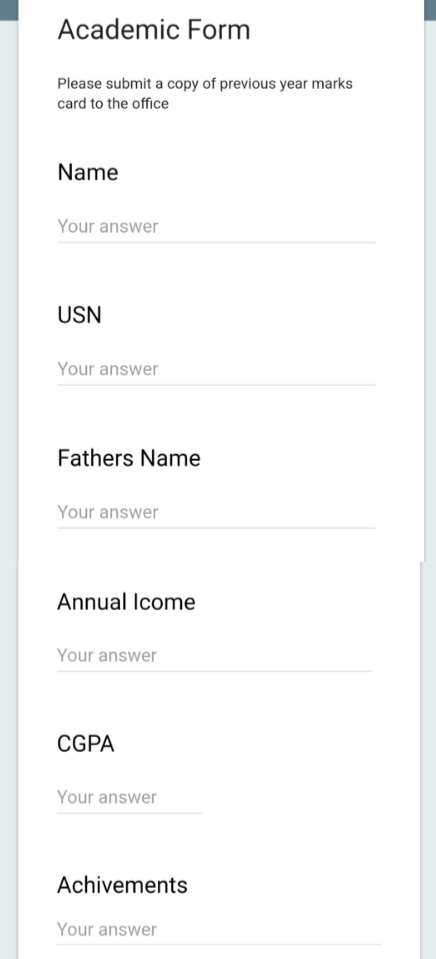 Academic Form
Please submit a copy of previous year marks
card to the office
Name
Your answer
USN
Your answer
Fathers Name
Your answer
Annual Icome
Your answer
CGPA
Your answer
Achivements
Your answer